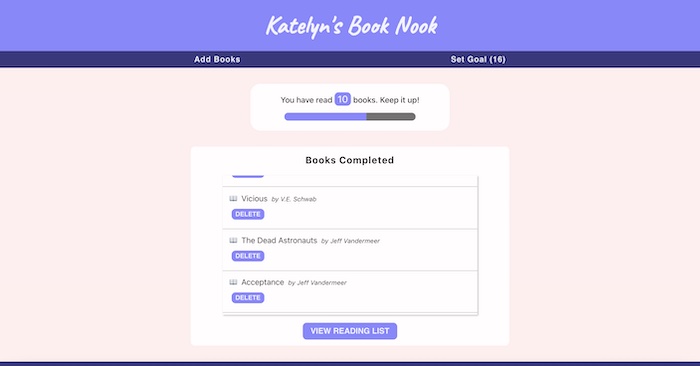 Katelyn's Book Nook
Add Books Set Goal (16)
You have read 10 books. Keep it up!
Books Completed
Vicious by V.E. Schwab
DELETE
The Dead Astronauts by Jeff Vandermeer
DELETE
Acceptance by Jeff Vandermeer
DELETE
VIEW READING LIST